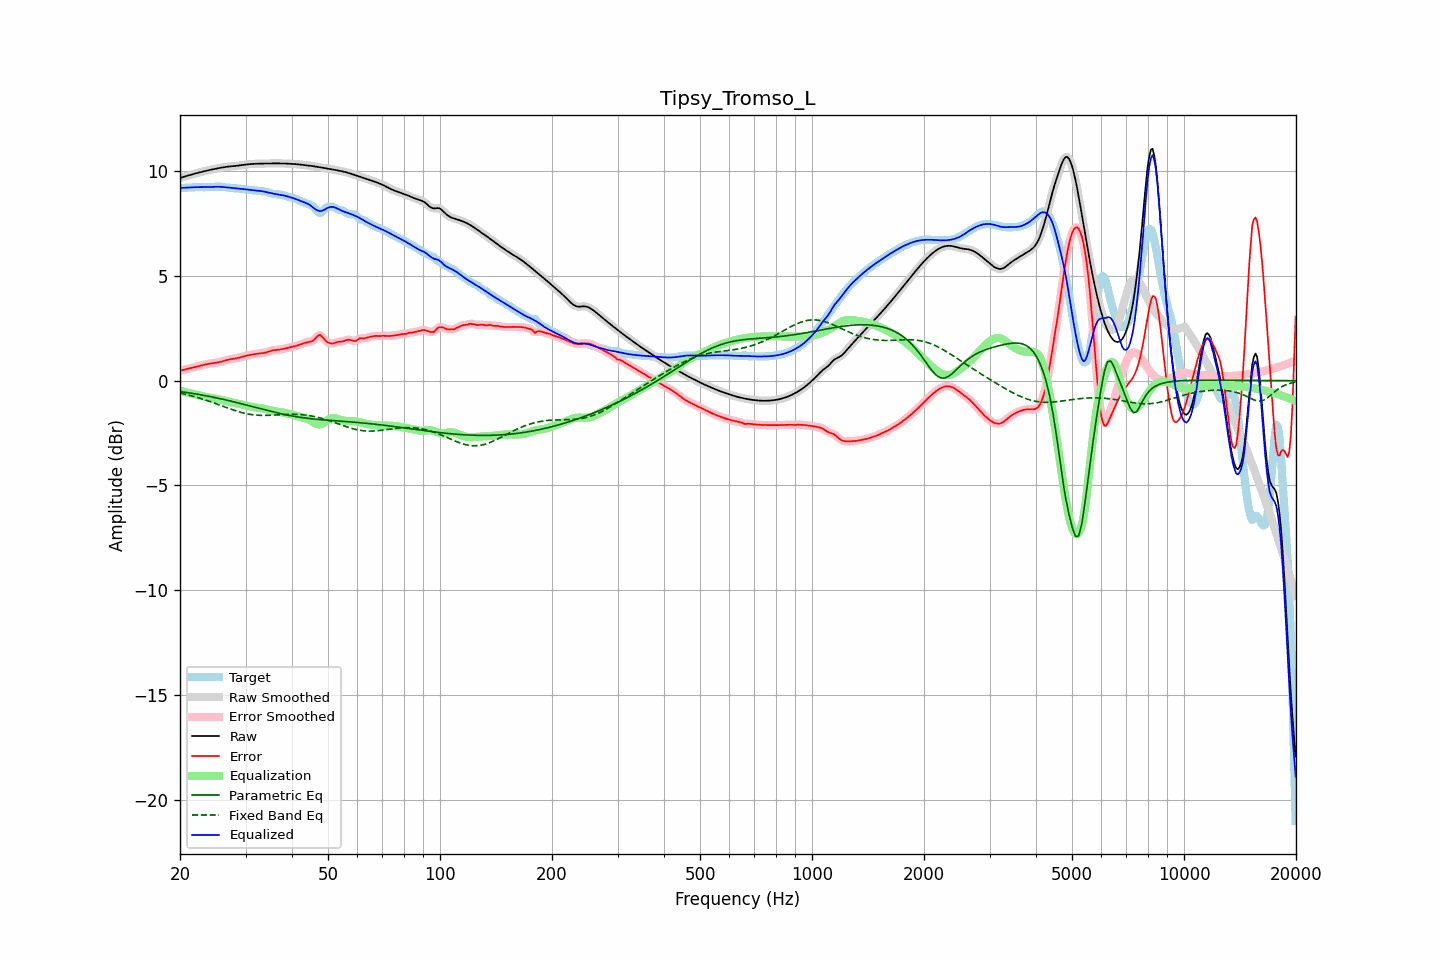 Tipsy_Tromso_L
Amplitude (dBr)
10
5
0
−5
−10
−15
−20
Target
Raw Smoothed
Error Smoothed
Raw
Error
Equalization
Parametric Eq
Fixed Band Eq
Equalized
20 50 100 200 500 1000 2000 5000 10000 20000
Frequency (Hz)